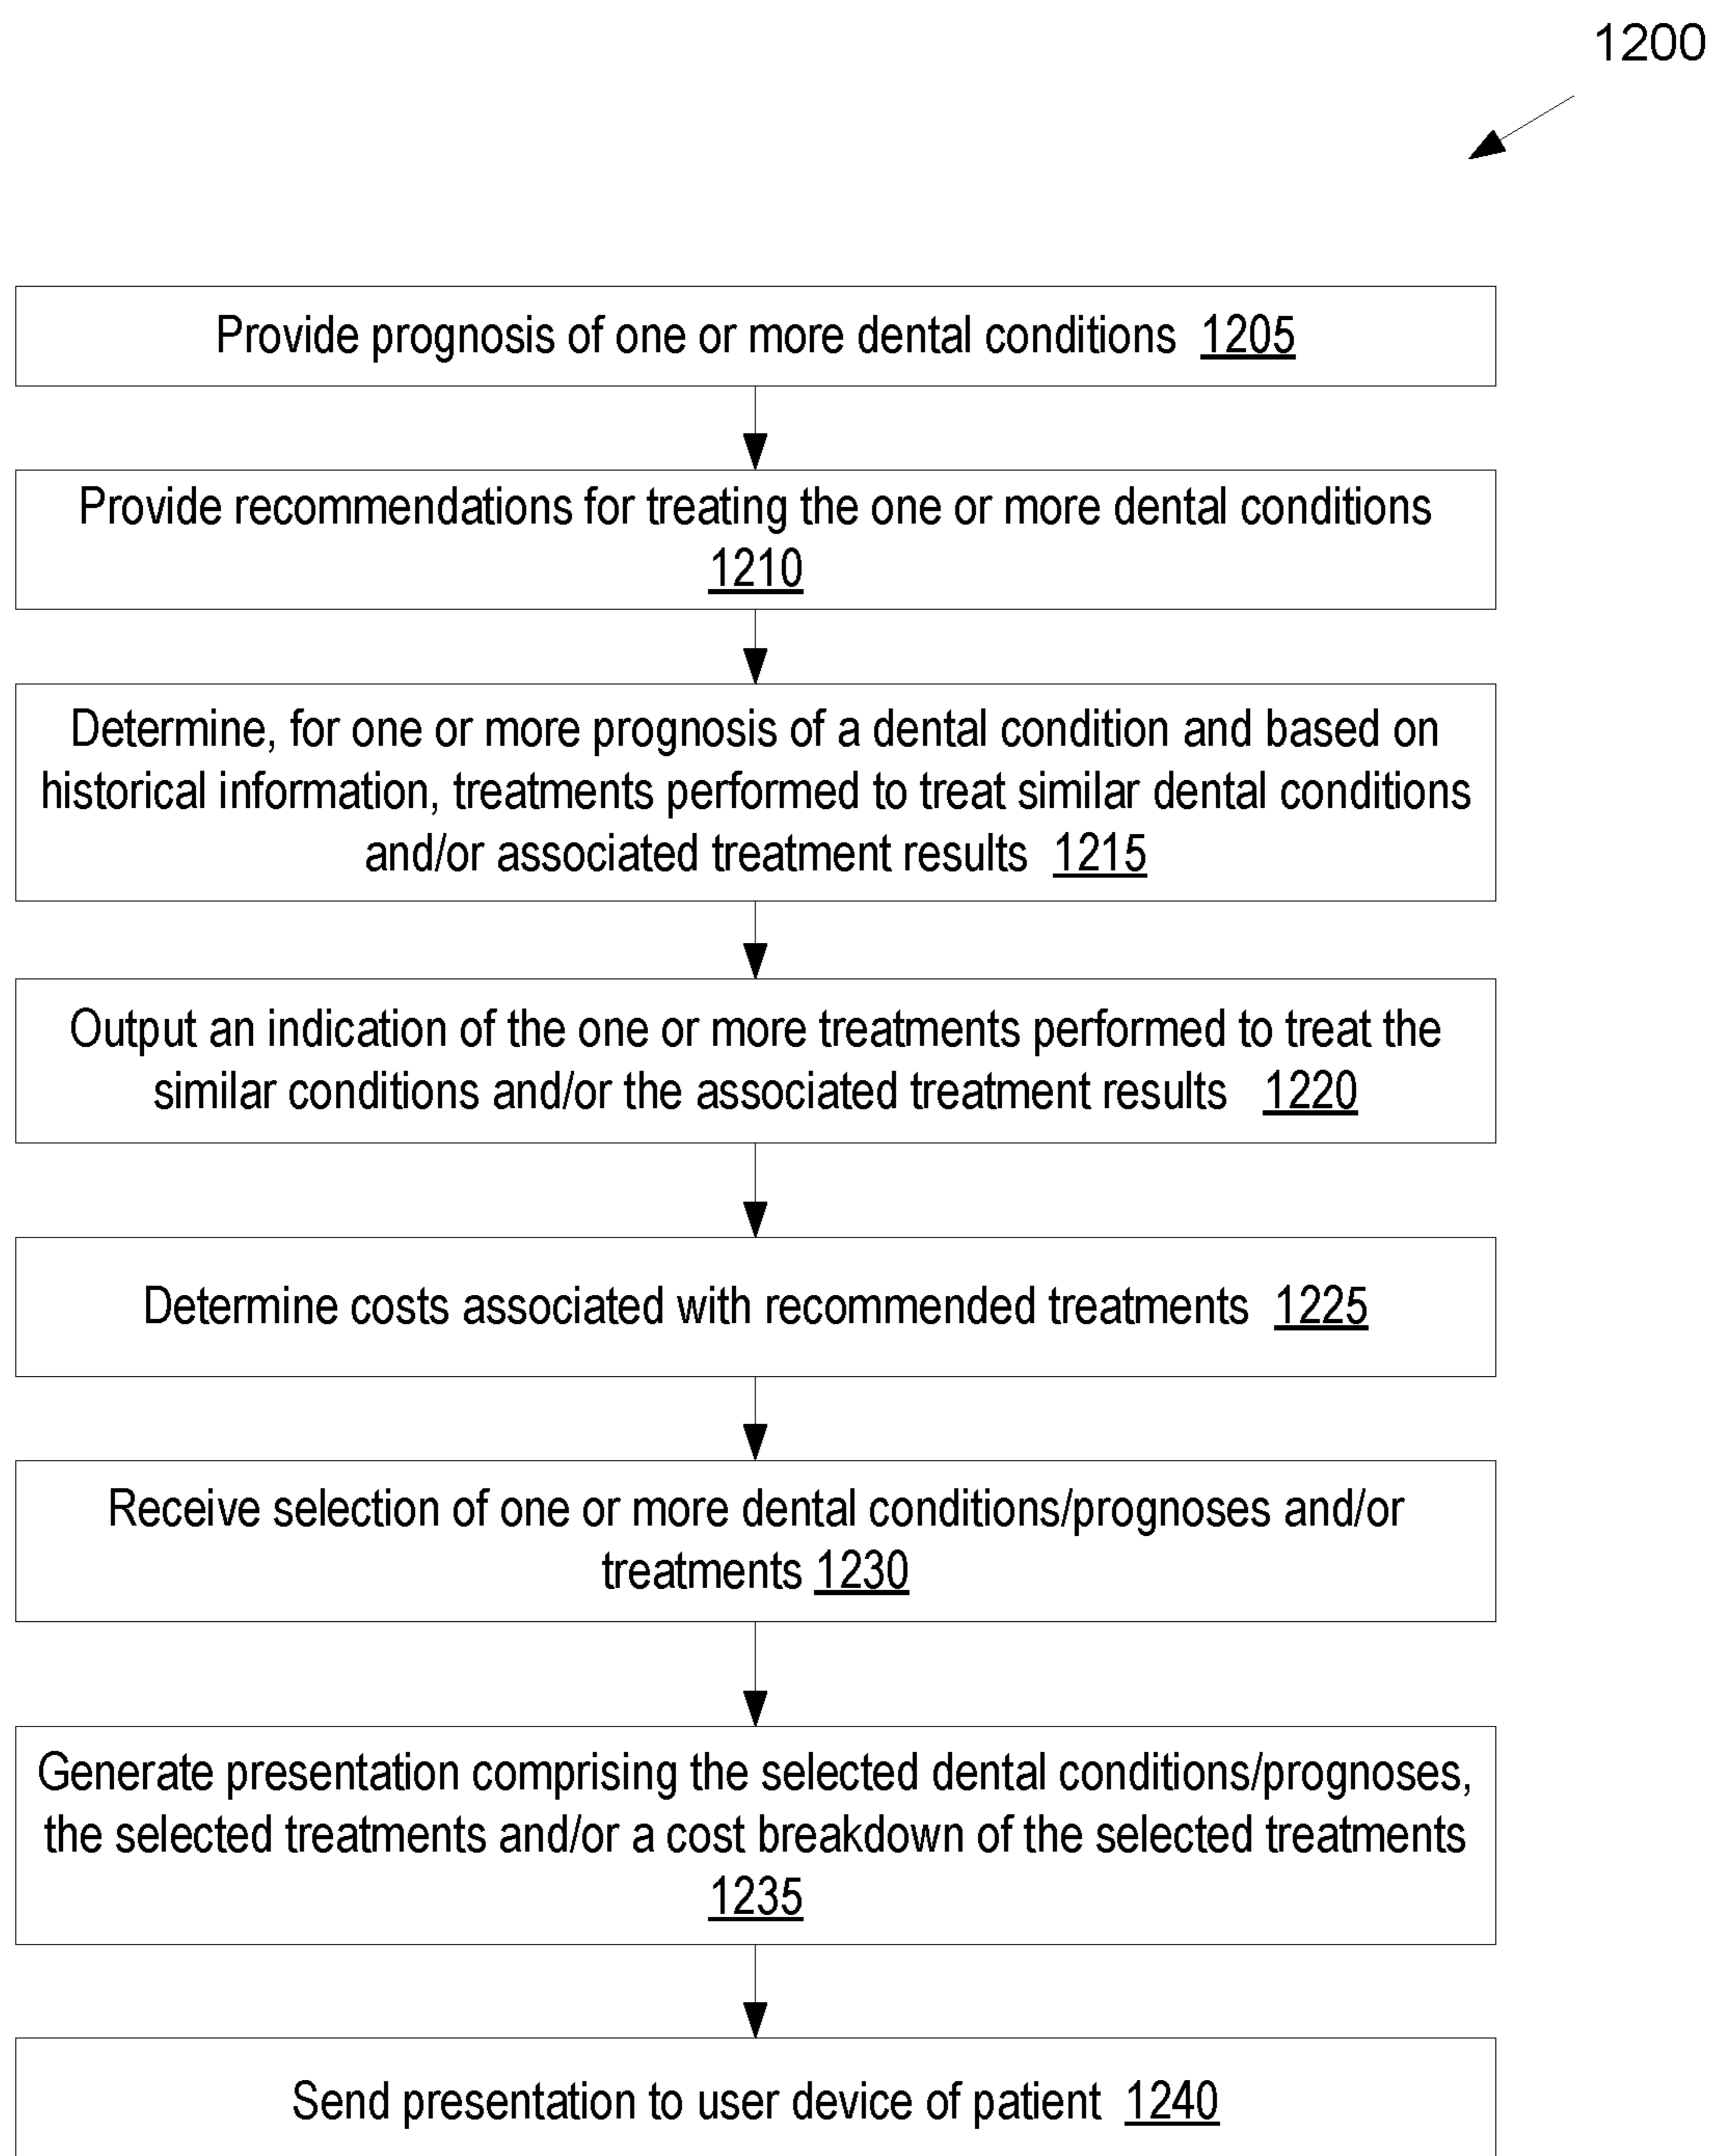 1200
Provide prognosis of one or more dental conditions 1205
Provide recommendations for treating the one or more dental conditions
1210
Determine, for one or more prognosis of a dental condition and based on
historical information, treatments performed to treat similar dental conditions
and/or associated treatment results 1215
Output an indication of the one or more treatments performed to treat the
similar conditions and/or the associated treatment results 1220
Determine costs associated with recommended treatments 1225
Receive selection of one or more dental conditions/prognoses and/or
treatments 1230
Generate presentation comprising the selected dental conditions/prognoses,
the selected treatments and/or a cost breakdown of the selected treatments
1235
Send presentation to user device of patient 1240